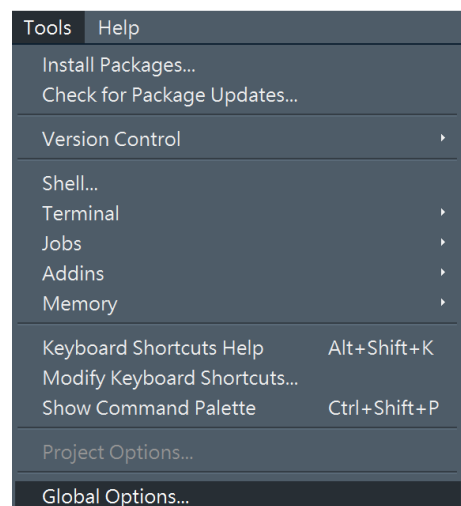 Tools Help
Install Packages...
Check for Package Updates...
Version Control
Shell...
Terminal
Jobs
Addins
Memory
Keyboard Shortcuts Help Alt+Shift+K
Modify Keyboard Shortcuts...
Show Command Palette Ctrl+Shift+P
Project Options...
Global Options...